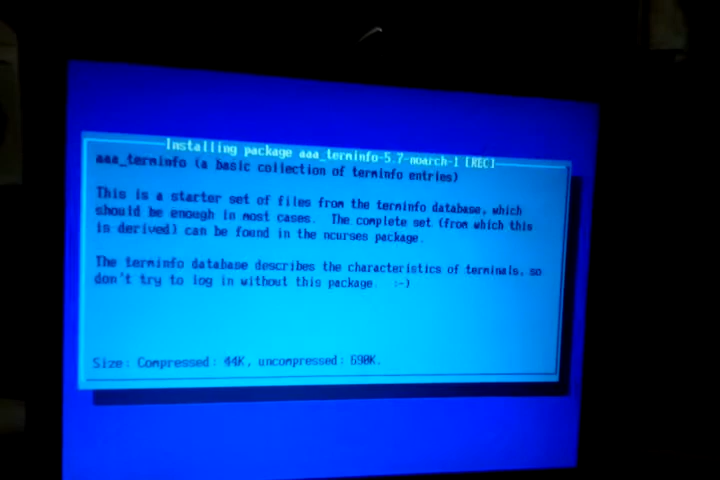 Installing package aaa_terminfo-5.7-noarch-1 [REC]
aaa_terminfo (a basic collection of terminfo entries)
This is a starter set of files from the terminfo database, which
should be enough in most cases.  The complete set (from which this
is derived) can be found in the ncurses package.
The terminfo database describes the characteristics of terminals, so
don't try to log in without this package.  :-)
Size: Compressed: 44K, uncompressed: 690K.